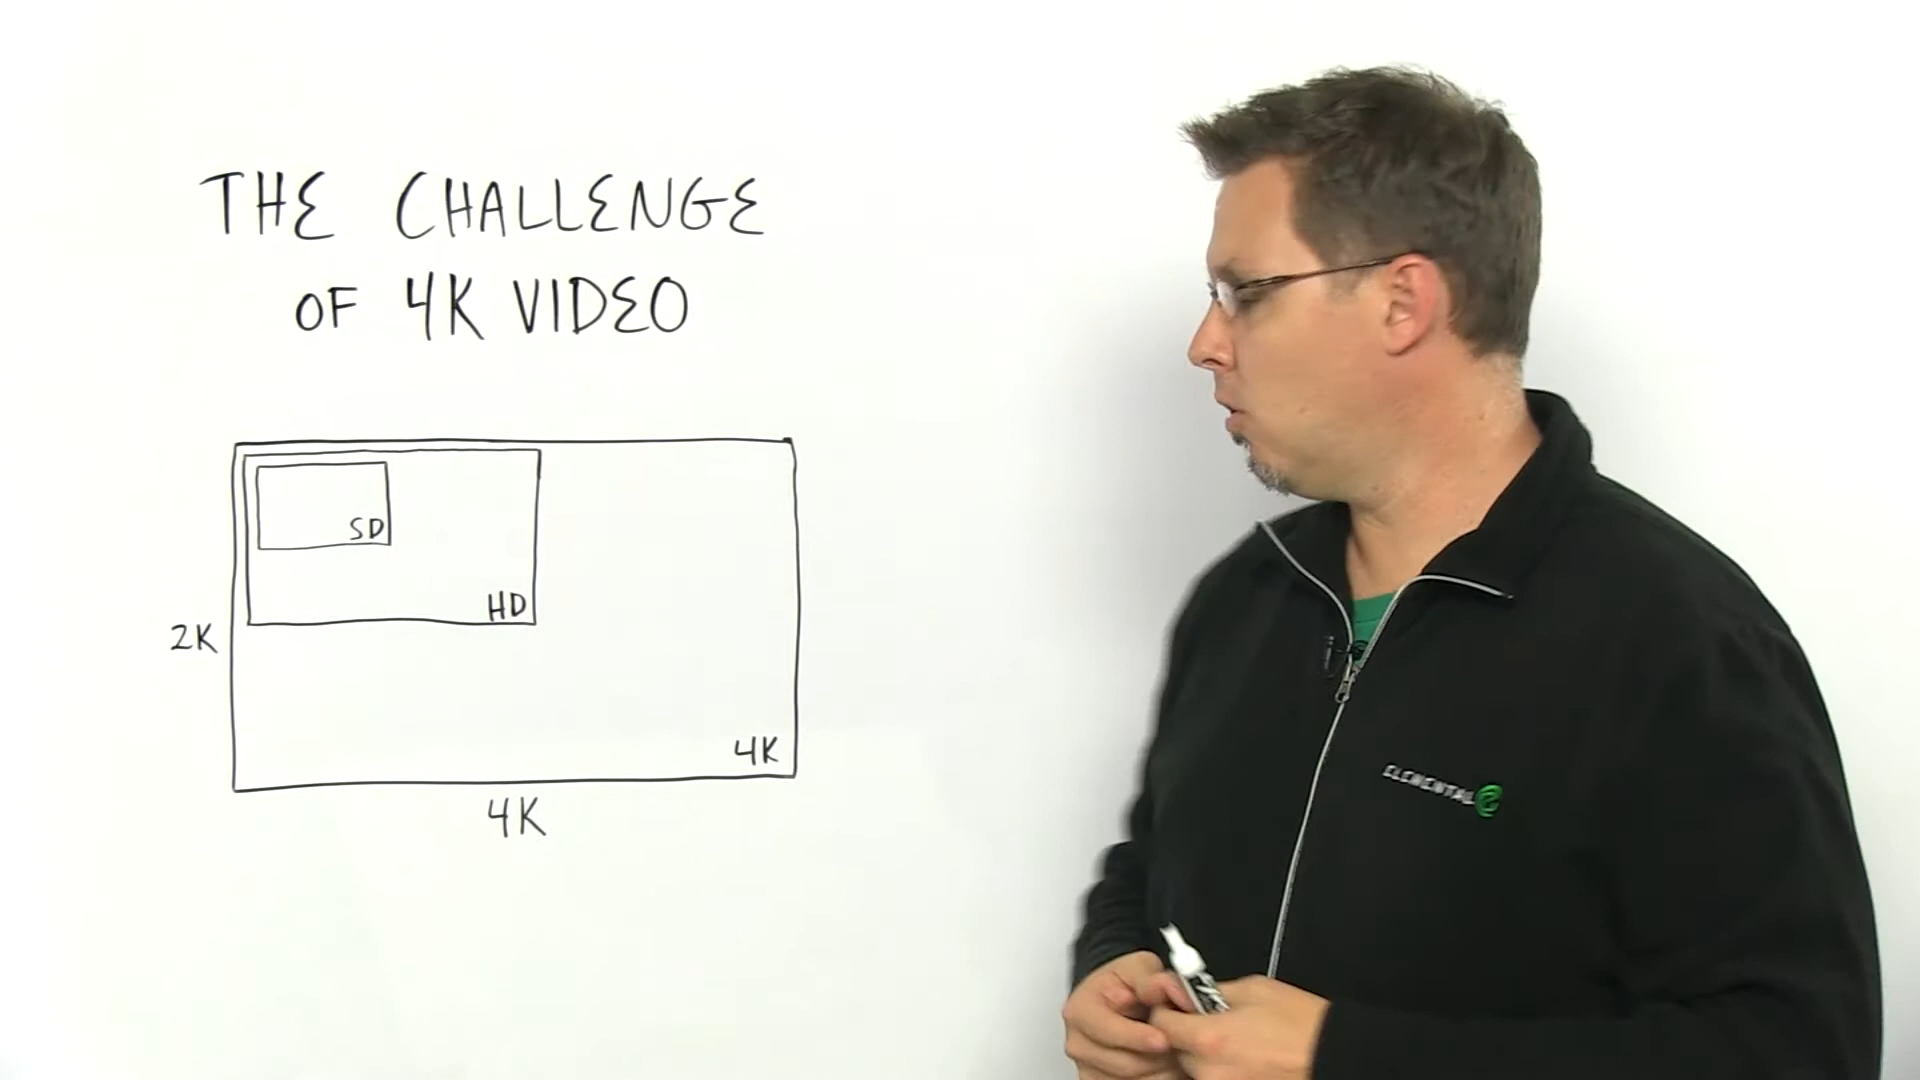 THE CHALLENGE
OF 4K VIDEO
SD
HD
2K
4K
4K
ELEMENTAL